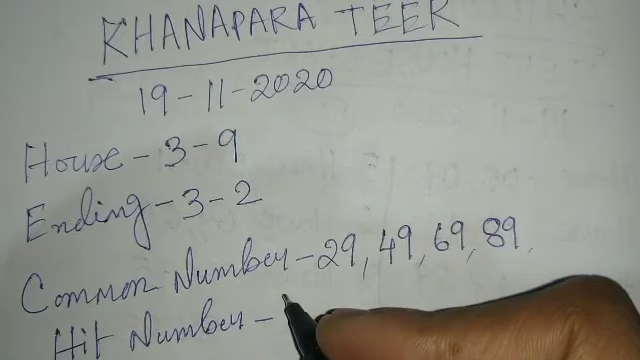 KHANAPARA TEER
19-11-2020
House - 3 - 9
Ending - 3 - 2
Common Number - 29, 49, 69, 89,
Hit Number -